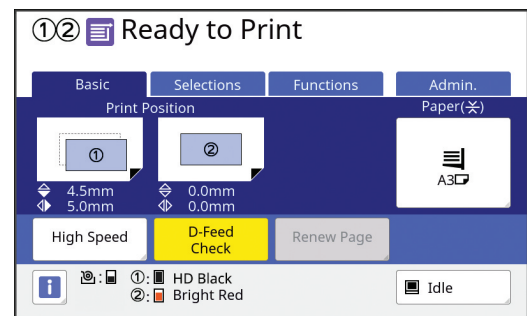 ①② Ready to Print
Basic Selections Functions Admin.
Print Position Paper(✕)
① ②
A3
4.5mm 0.0mm
5.0mm 0.0mm
High Speed D-Feed Check Renew Page
i ①: HD Black
②: Bright Red
Idle